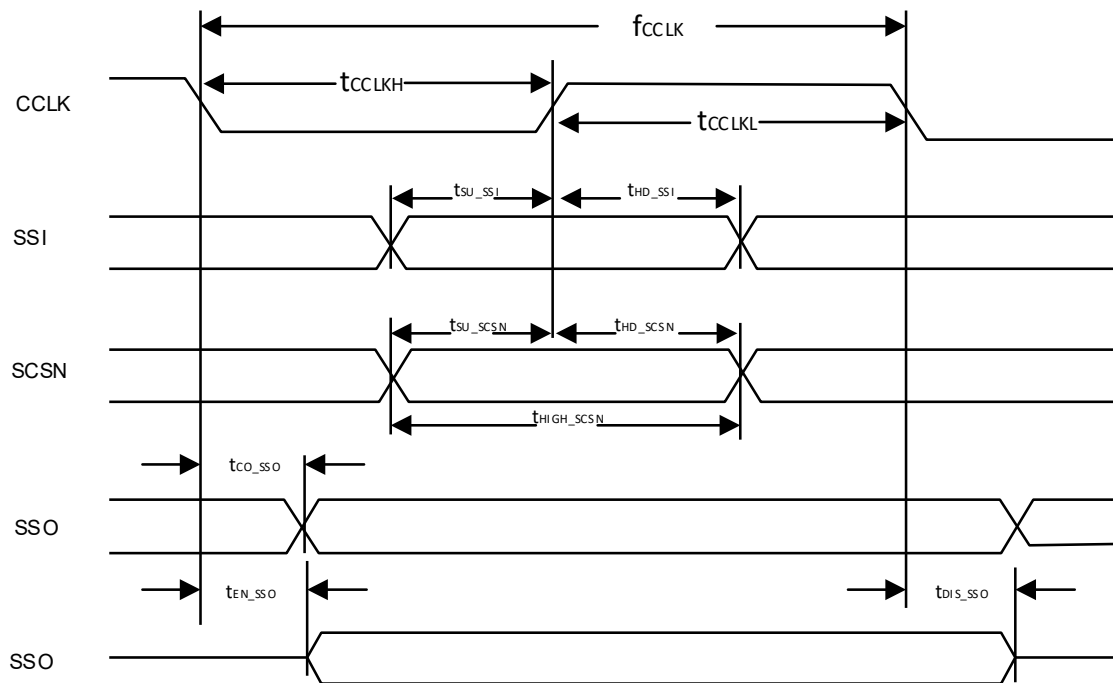 fCCLK
tCCLKH
CCLK
tCCLKL
tSU_SSI
tHD_SSI
SSI
tSU_SCSN
tHD_SCSN
SCSN
tHIGH_SCSN
tCO_SSO
SSO
tEN_SSO
tDIS_SSO
SSO